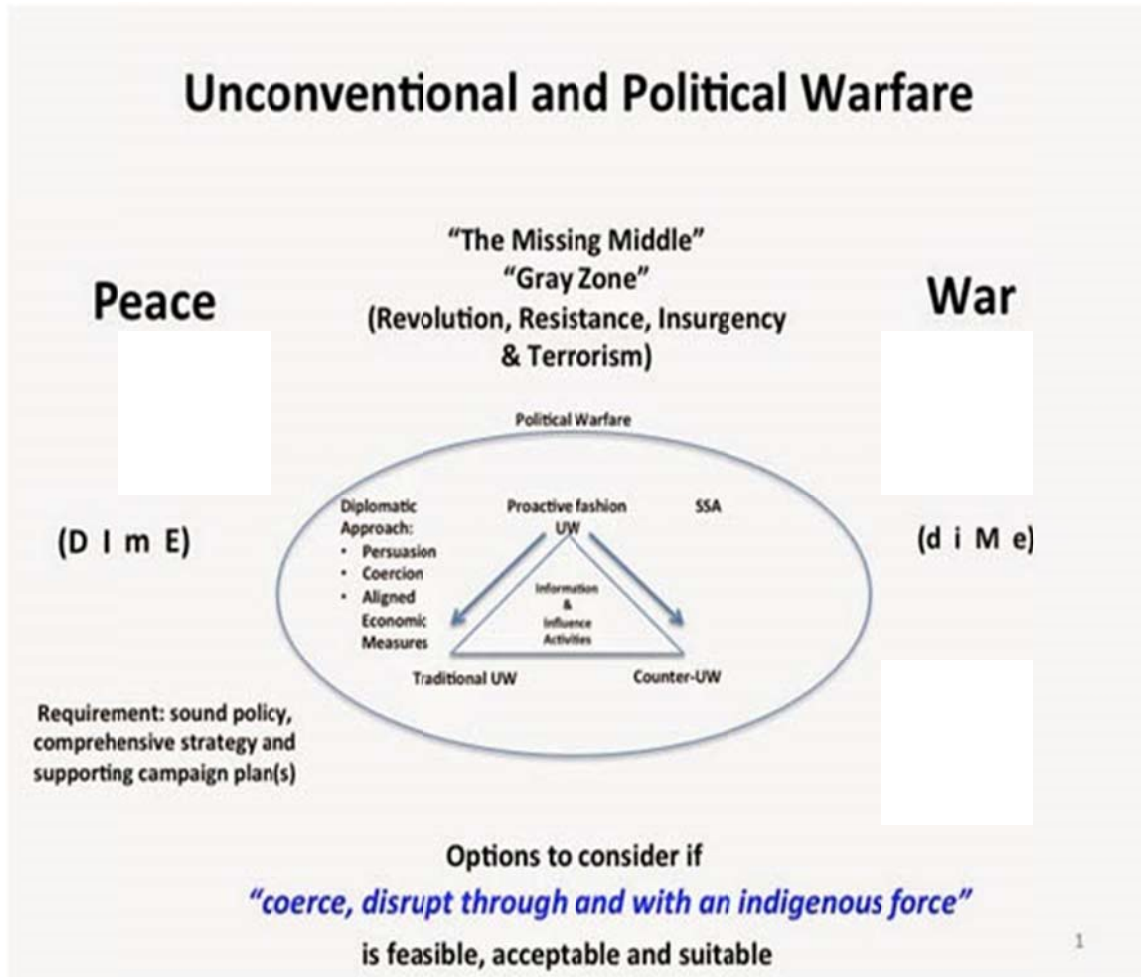 Unconventional and Political Warfare
“The Missing Middle”
“Gray Zone”
(Revolution, Resistance, Insurgency
& Terrorism)
Peace
War
Political Warfare
Diplomatic
Approach:
• Persuasion
• Coercion
• Aligned
Economic
Measures
Proactive fashion
UW
SSA
Information
&
Influence
Activities
Traditional UW
Counter-UW
(D I m E)
(d i M e)
Requirement: sound policy,
comprehensive strategy and
supporting campaign plan(s)
Options to consider if
“coerce, disrupt through and with an indigenous force”
is feasible, acceptable and suitable
1